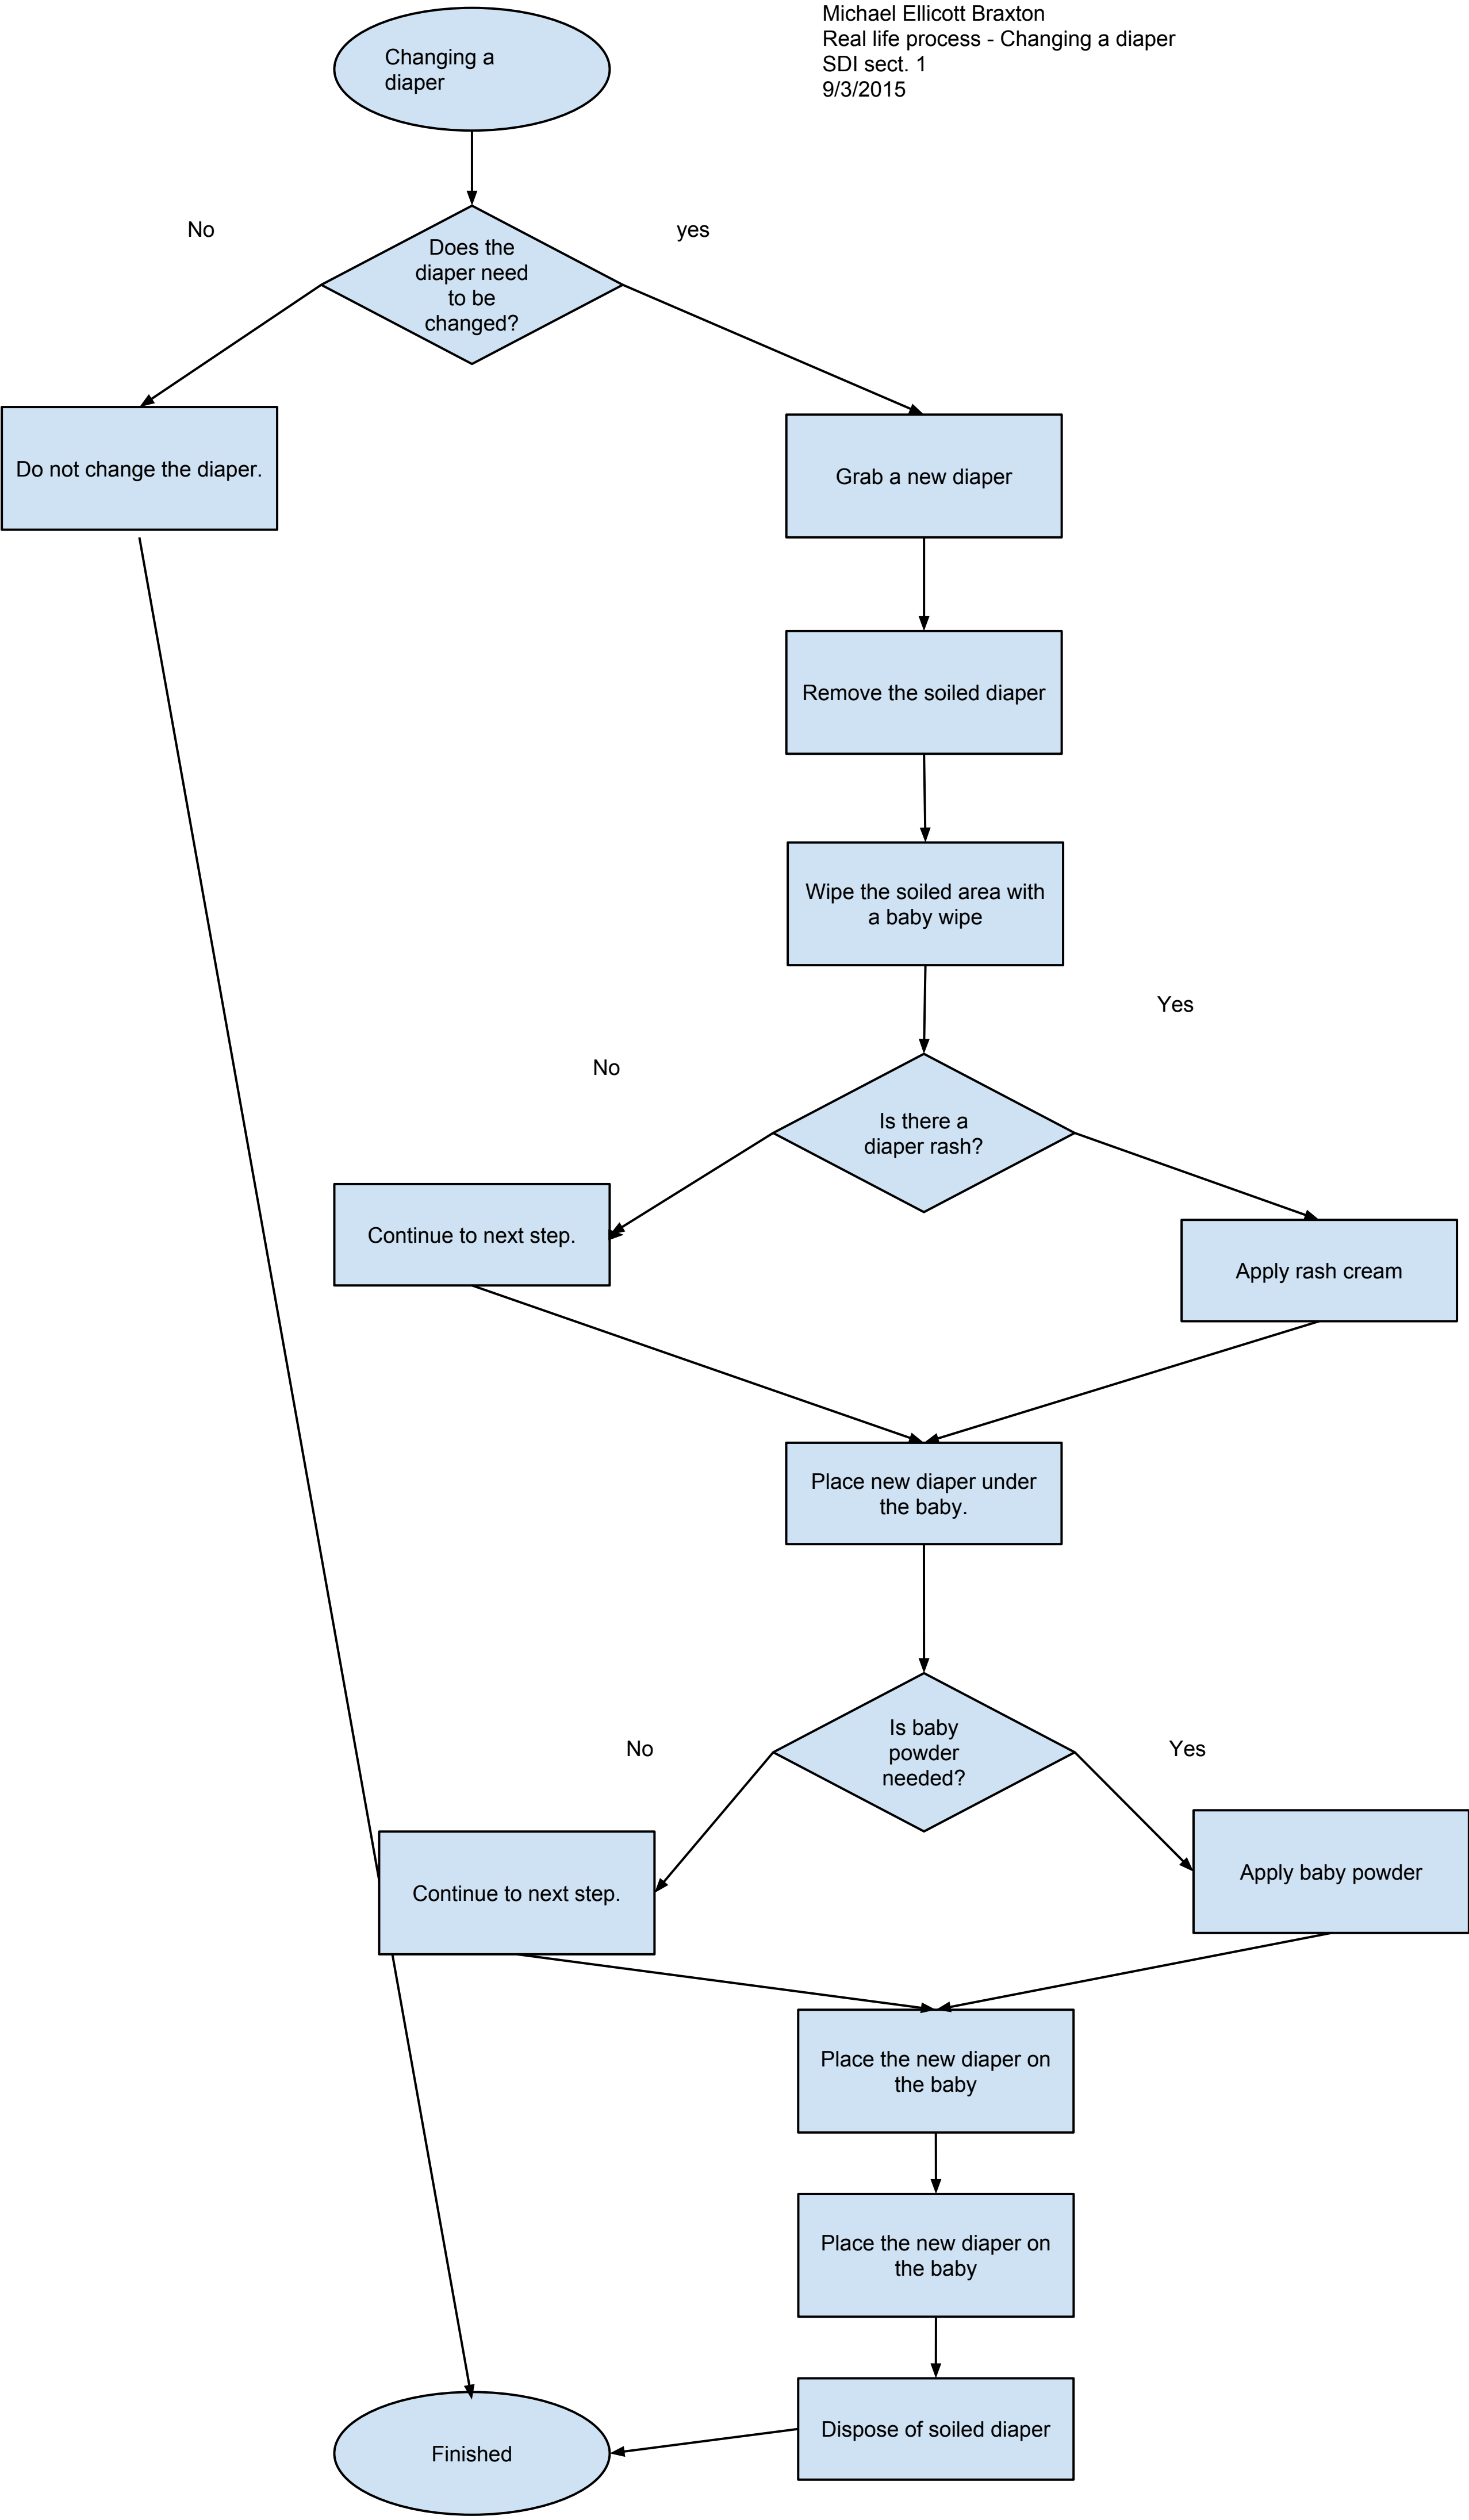 Michael Ellicott Braxton
Real life process - Changing a diaper
SDI sect. 1
9/3/2015
Changing a
diaper
No
yes
Does the
diaper need
to be
changed?
Do not change the diaper.
Grab a new diaper
Remove the soiled diaper
Wipe the soiled area with
a baby wipe
Yes
No
Is there a
diaper rash?
Continue to next step.
Apply rash cream
Place new diaper under
the baby.
Is baby
powder
needed?
No
Yes
Apply baby powder
Continue to next step.
Place the new diaper on
the baby
Place the new diaper on
the baby
Dispose of soiled diaper
Finished